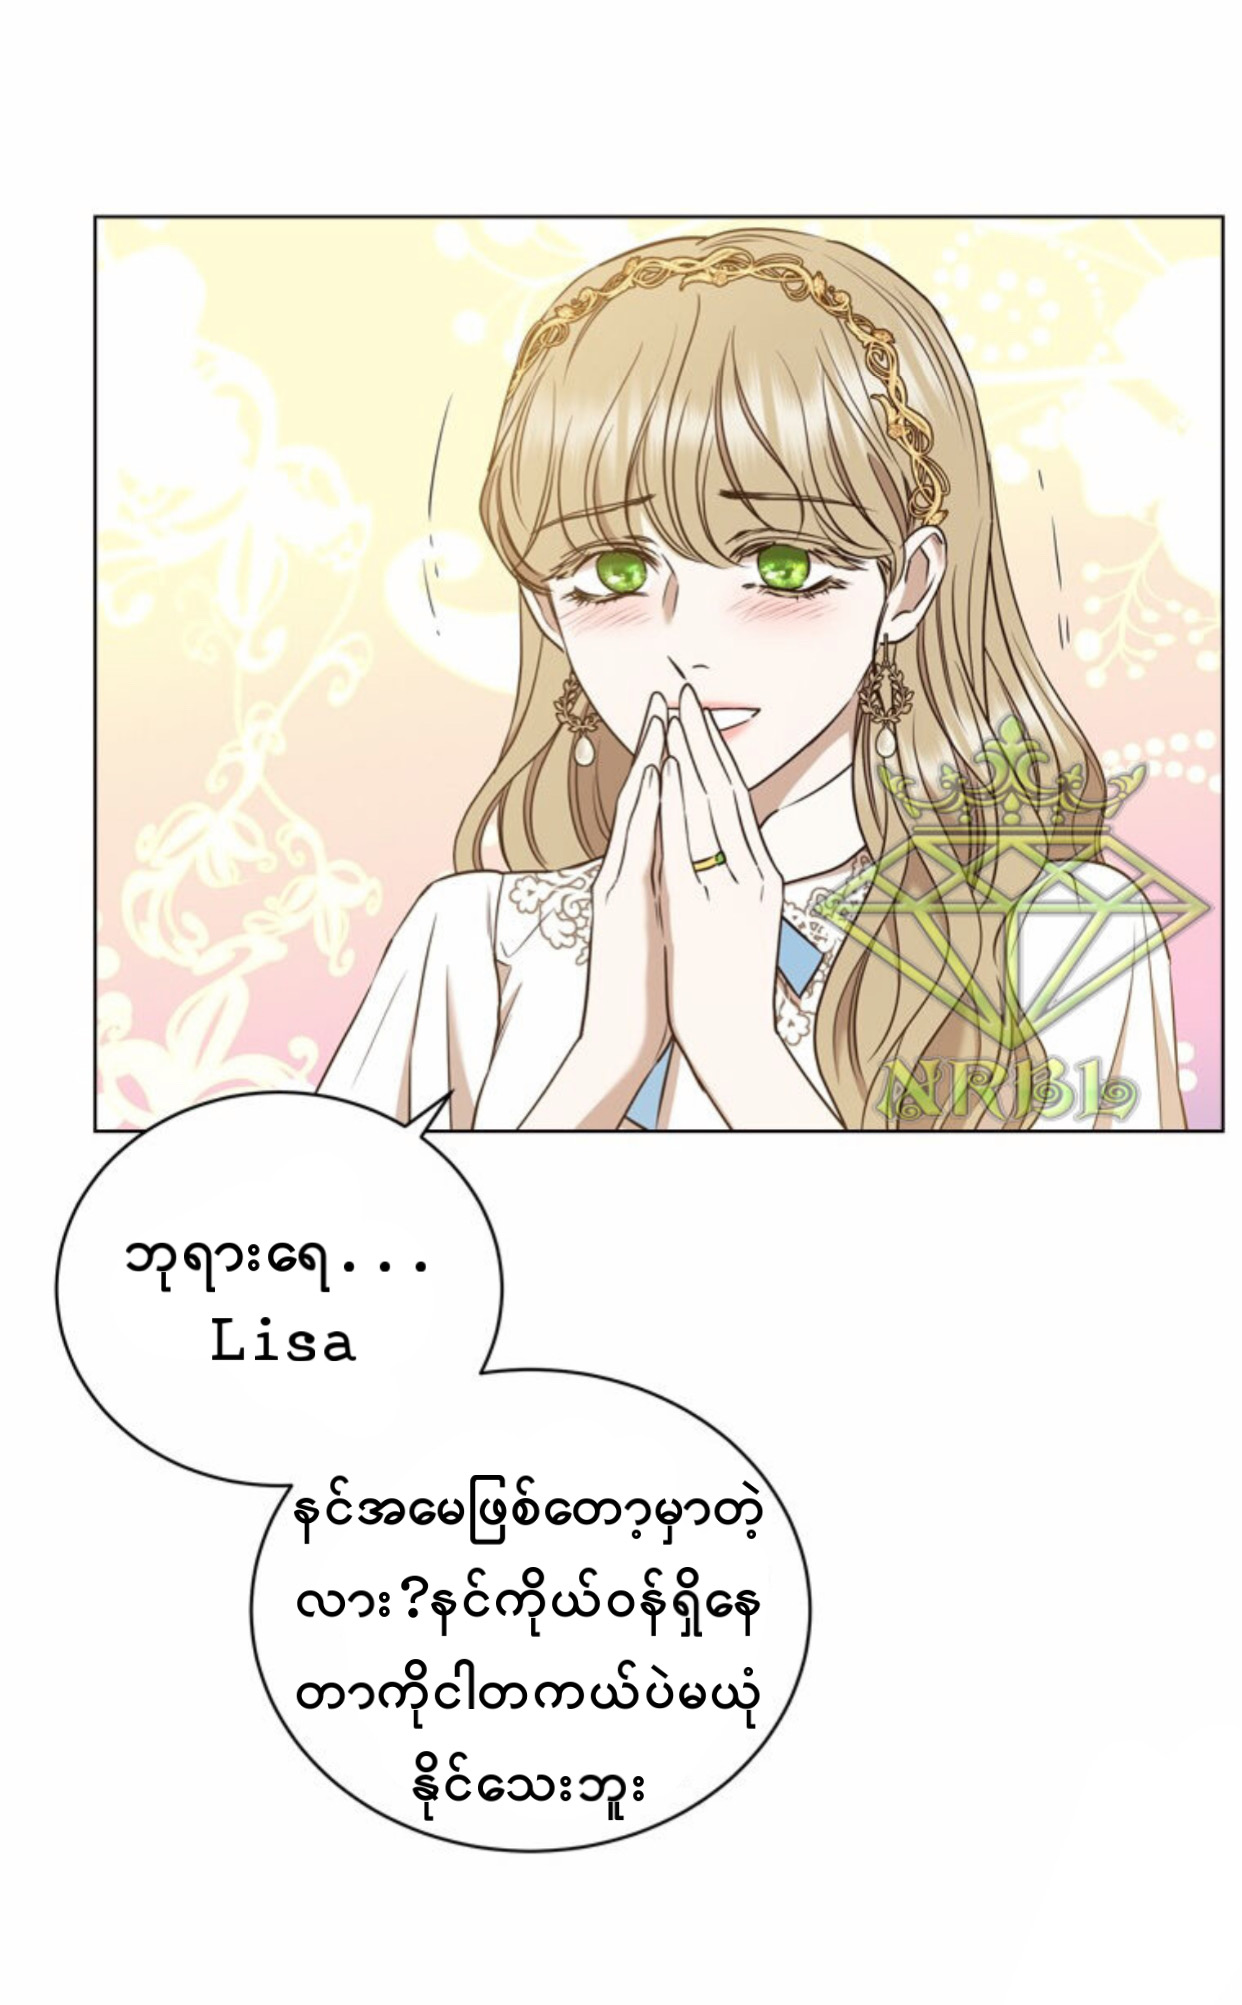 NRBL
ဘုရားရေ...
Lisa
နင်အမေဖြစ်တော့မှာတဲ့
လား?နင်ကိုယ်ဝန်ရှိနေ
တာကိုငါတကယ်ပဲမယုံ
နိုင်သေးဘူး